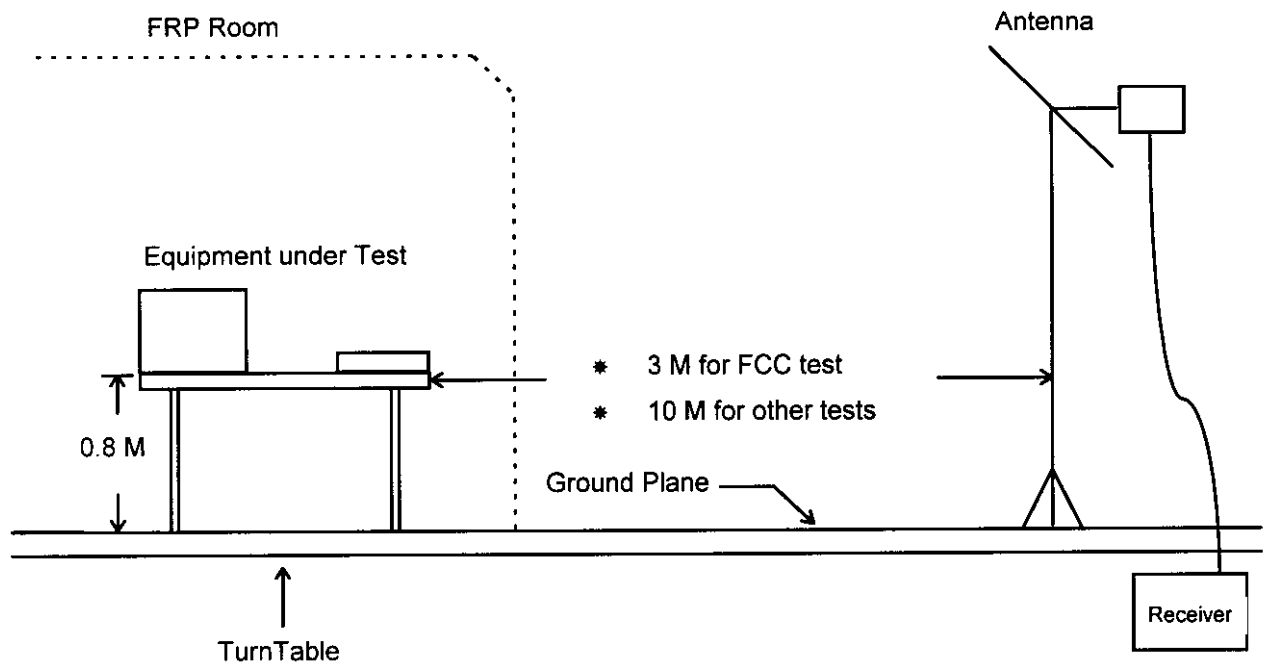 FRP Room
Antenna
Equipment under Test
* 3 M for FCC test
* 10 M for other tests
0.8 M
Ground Plane
Receiver
TurnTable